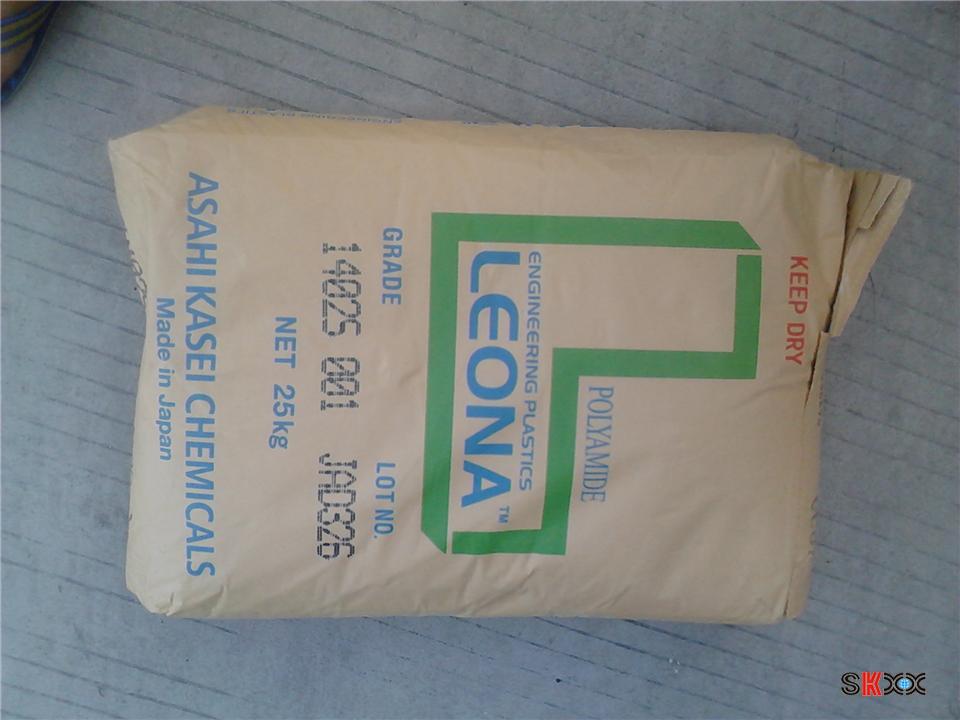 KEEP DRY
POLYAMIDE
ENGINEERING PLASTICS
LEONA™
GRADE LOT NO.
1402S 001 JAD326
NET 25kg
ASAHI KASEI CHEMICALS
Made in Japan
SKXX